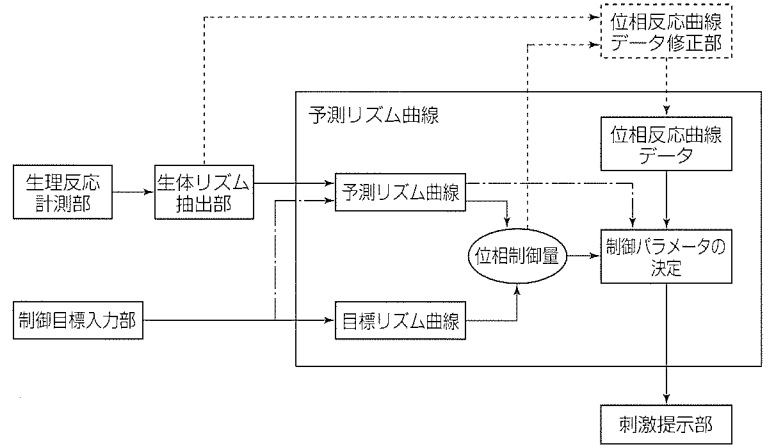 位相反応曲線
データ修正部
予測リズム曲線
位相反応曲線
データ
生理反応
計測部
生体リズム
抽出部
予測リズム曲線
位相制御量
制御パラメータの
決定
制御目標入力部
目標リズム曲線
刺激提示部